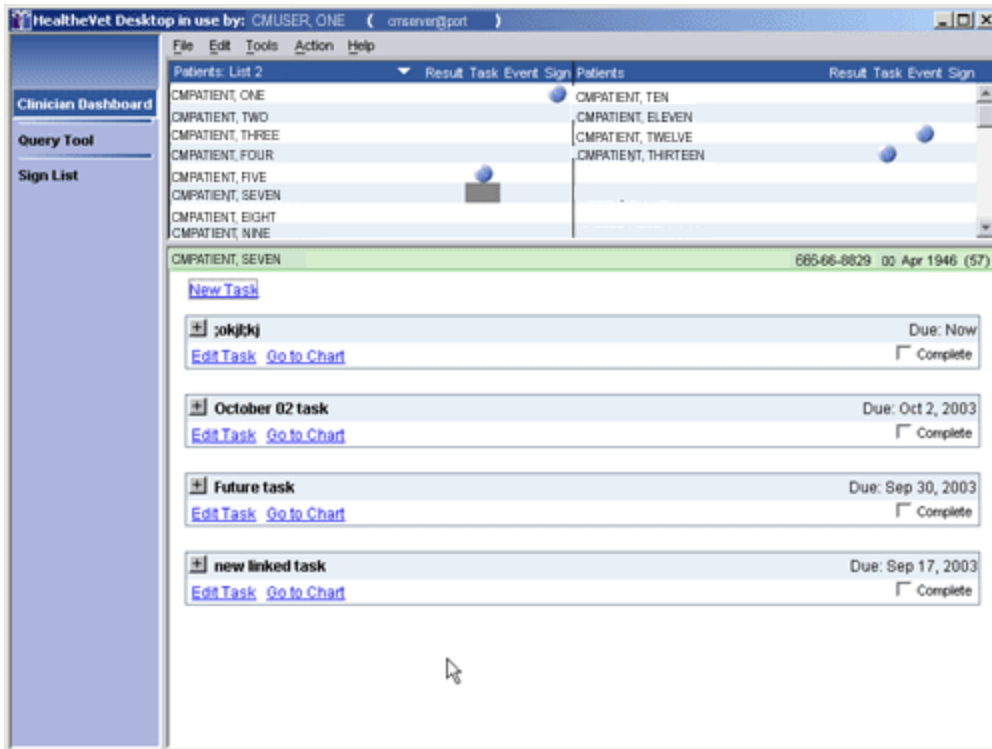 HealtheVet Desktop in use by: CMUSER, ONE ( cmserver@port )
File Edit Tools Action Help
Clinician Dashboard
Query Tool
Sign List
Patients: List 2 Result Task Event Sign Patients Result Task Event Sign
CMPATIENT, ONE CMPATIENT, TEN
CMPATIENT, TWO CMPATIENT, ELEVEN
CMPATIENT, THREE CMPATIENT, TWELVE
CMPATIENT, FOUR CMPATIENT, THIRTEEN
CMPATIENT, FIVE
CMPATIENT, SEVEN
CMPATIENT, EIGHT
CMPATIENT, NINE
CMPATIENT, SEVEN 666-66-8829 00 Apr 1946 (57)
New Task
;okjl;kj Due: Now
Edit Task Go to Chart Complete
October 02 task Due: Oct 2, 2003
Edit Task Go to Chart Complete
Future task Due: Sep 30, 2003
Edit Task Go to Chart Complete
new linked task Due: Sep 17, 2003
Edit Task Go to Chart Complete